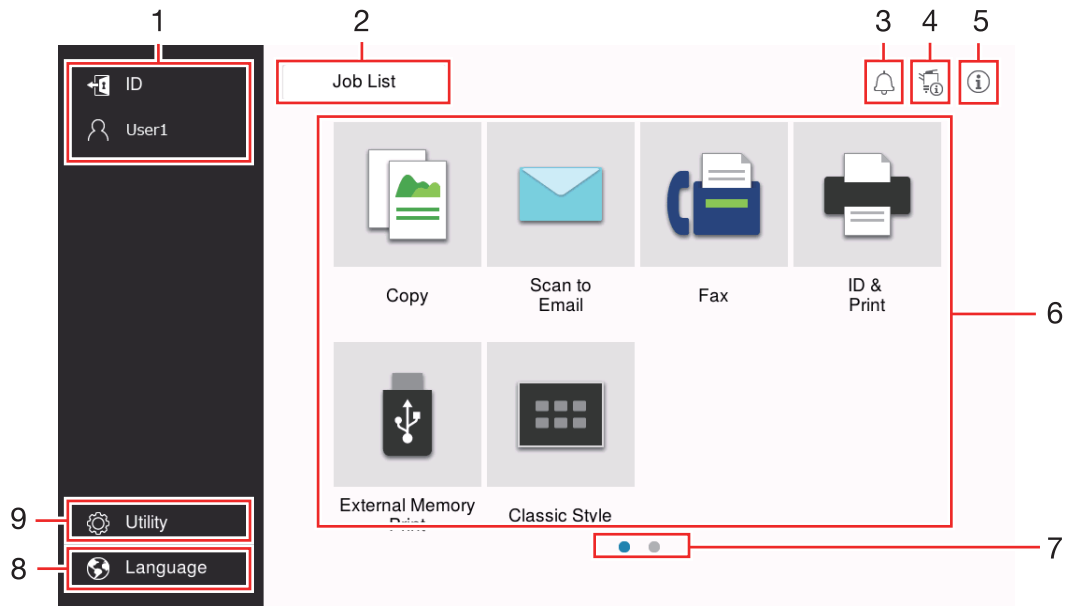 1
2
3
4
5
ID
User1
Job List
Copy
Scan to
Email
Fax
ID &
Print
6
External Memory
Print
Classic Style
9
Utility
7
8
Language